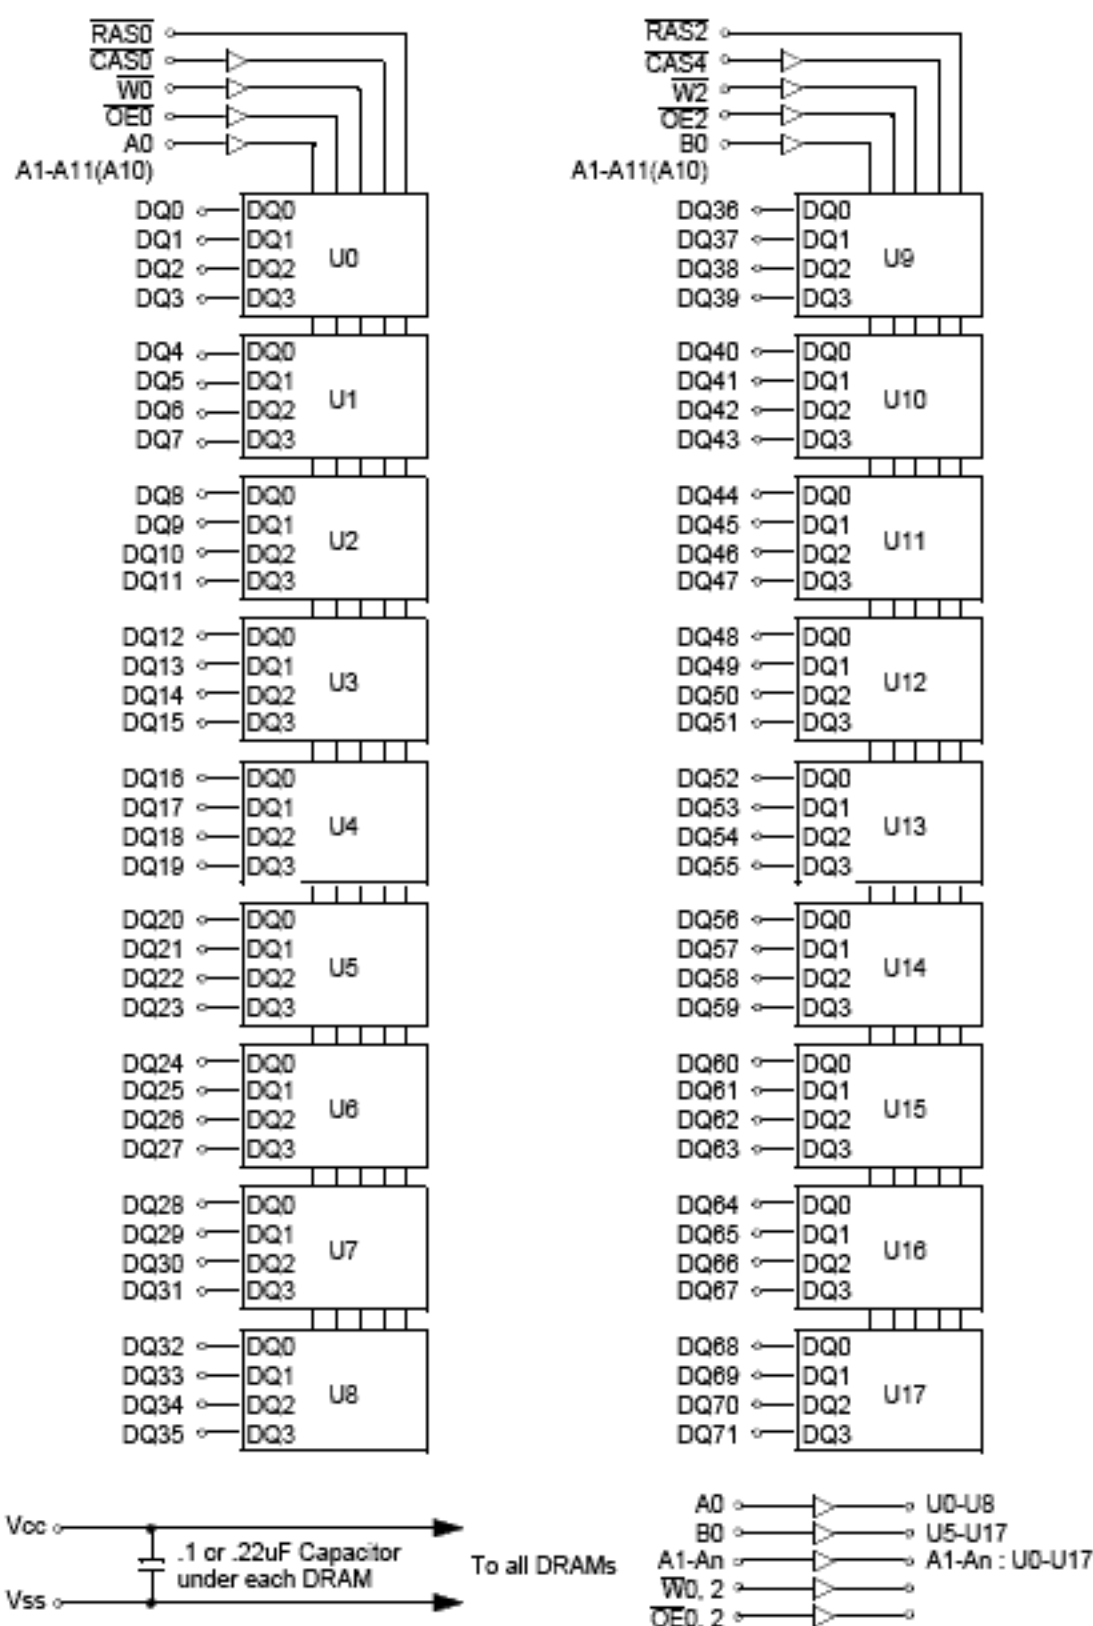 RAS0
CAS0
W0
OE0
A0
A1-A11(A10)
DQ0 DQ0
DQ1 DQ1
U0
DQ2 DQ2
DQ3 DQ3
DQ4 DQ0
DQ5 DQ1
U1
DQ6 DQ2
DQ7 DQ3
DQ8 DQ0
DQ9 DQ1
U2
DQ10 DQ2
DQ11 DQ3
DQ12 DQ0
DQ13 DQ1
U3
DQ14 DQ2
DQ15 DQ3
DQ16 DQ0
DQ17 DQ1
U4
DQ18 DQ2
DQ19 DQ3
DQ20 DQ0
DQ21 DQ1
U5
DQ22 DQ2
DQ23 DQ3
DQ24 DQ0
DQ25 DQ1
U6
DQ26 DQ2
DQ27 DQ3
DQ28 DQ0
DQ29 DQ1
U7
DQ30 DQ2
DQ31 DQ3
DQ32 DQ0
DQ33 DQ1
U8
DQ34 DQ2
DQ35 DQ3
RAS2
CAS4
W2
OE2
B0
A1-A11(A10)
DQ36 DQ0
DQ37 DQ1
U9
DQ38 DQ2
DQ39 DQ3
DQ40 DQ0
DQ41 DQ1
U10
DQ42 DQ2
DQ43 DQ3
DQ44 DQ0
DQ45 DQ1
U11
DQ46 DQ2
DQ47 DQ3
DQ48 DQ0
DQ49 DQ1
U12
DQ50 DQ2
DQ51 DQ3
DQ52 DQ0
DQ53 DQ1
U13
DQ54 DQ2
DQ55 DQ3
DQ56 DQ0
DQ57 DQ1
U14
DQ58 DQ2
DQ59 DQ3
DQ60 DQ0
DQ61 DQ1
U15
DQ62 DQ2
DQ63 DQ3
DQ64 DQ0
DQ65 DQ1
U16
DQ66 DQ2
DQ67 DQ3
DQ68 DQ0
DQ69 DQ1
U17
DQ70 DQ2
DQ71 DQ3
Vcc
.1 or .22uF Capacitor
under each DRAM
Vss
To all DRAMs
A0 U0-U8
B0 U5-U17
A1-An A1-An : U0-U17
W0, 2
OE0, 2